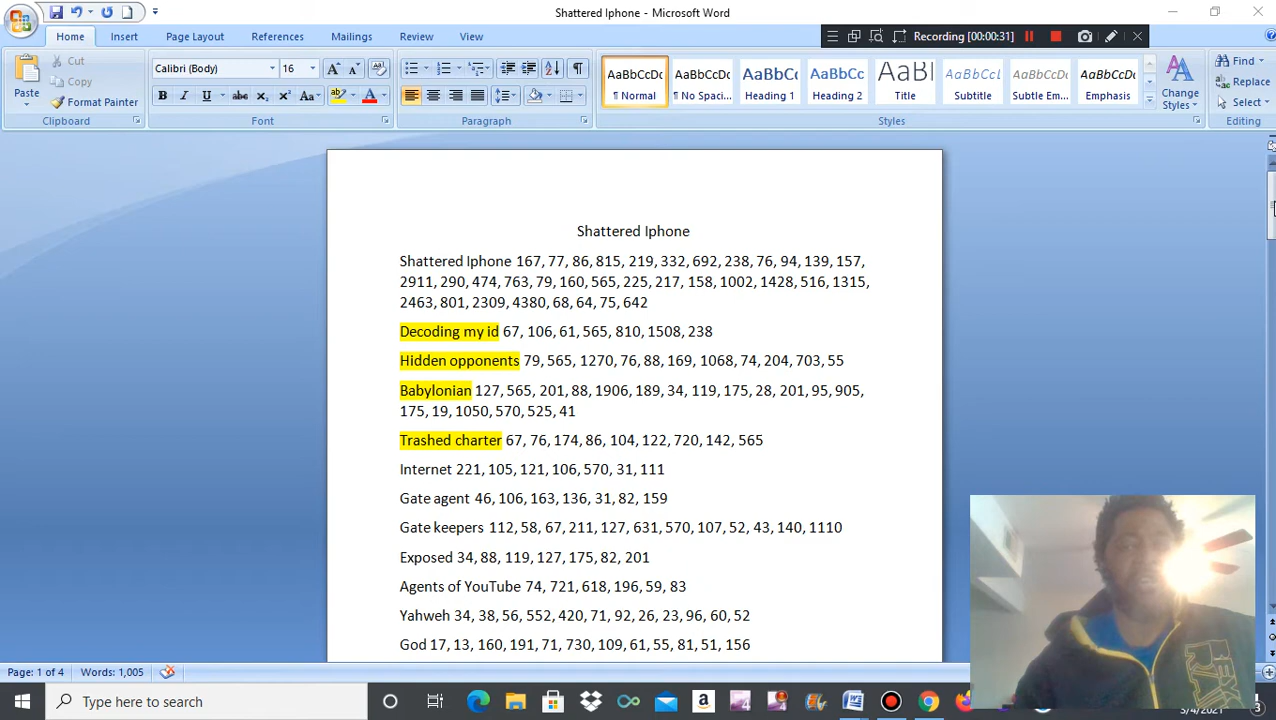 Shattered Iphone - Microsoft Word
Home Insert Page Layout References Mailings Review View
Recording [00:00:31]
Paste
Cut
Copy
Format Painter
Clipboard
Calibri (Body) 16
Font
Paragraph
AaBbCcDc AaBbCcDc AaBbCc AaBbCc AaBl AaBbCcL AaBbCcDc AaBbCcDc
¶ Normal ¶ No Spaci... Heading 1 Heading 2 Title Subtitle Subtle Em... Emphasis
Change Styles
Styles
Find
Replace
Select
Editing
Shattered Iphone
Shattered Iphone 167, 77, 86, 815, 219, 332, 692, 238, 76, 94, 139, 157,
2911, 290, 474, 763, 79, 160, 565, 225, 217, 158, 1002, 1428, 516, 1315,
2463, 801, 2309, 4380, 68, 64, 75, 642
Decoding my id 67, 106, 61, 565, 810, 1508, 238
Hidden opponents 79, 565, 1270, 76, 88, 169, 1068, 74, 204, 703, 55
Babylonian 127, 565, 201, 88, 1906, 189, 34, 119, 175, 28, 201, 95, 905,
175, 19, 1050, 570, 525, 41
Trashed charter 67, 76, 174, 86, 104, 122, 720, 142, 565
Internet 221, 105, 121, 106, 570, 31, 111
Gate agent 46, 106, 163, 136, 31, 82, 159
Gate keepers 112, 58, 67, 211, 127, 631, 570, 107, 52, 43, 140, 1110
Exposed 34, 88, 119, 127, 175, 82, 201
Agents of YouTube 74, 721, 618, 196, 59, 83
Yahweh 34, 38, 56, 552, 420, 71, 92, 26, 23, 96, 60, 52
God 17, 13, 160, 191, 71, 730, 109, 61, 55, 81, 51, 156
Page: 1 of 4 Words: 1,005
Type here to search